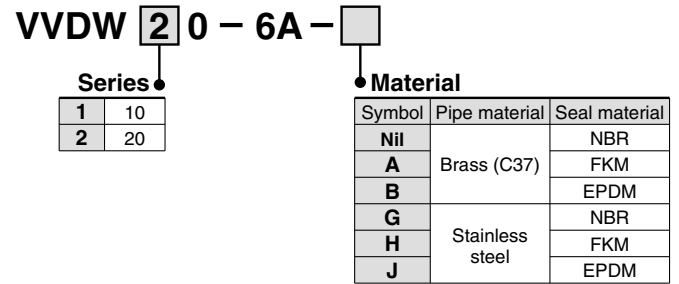 VVDW 2 0 – 6A –
Series
1 10
2 20
Material
Symbol Pipe material Seal material
Nil Brass (C37) NBR
A FKM
B EPDM
G Stainless steel NBR
H FKM
J EPDM